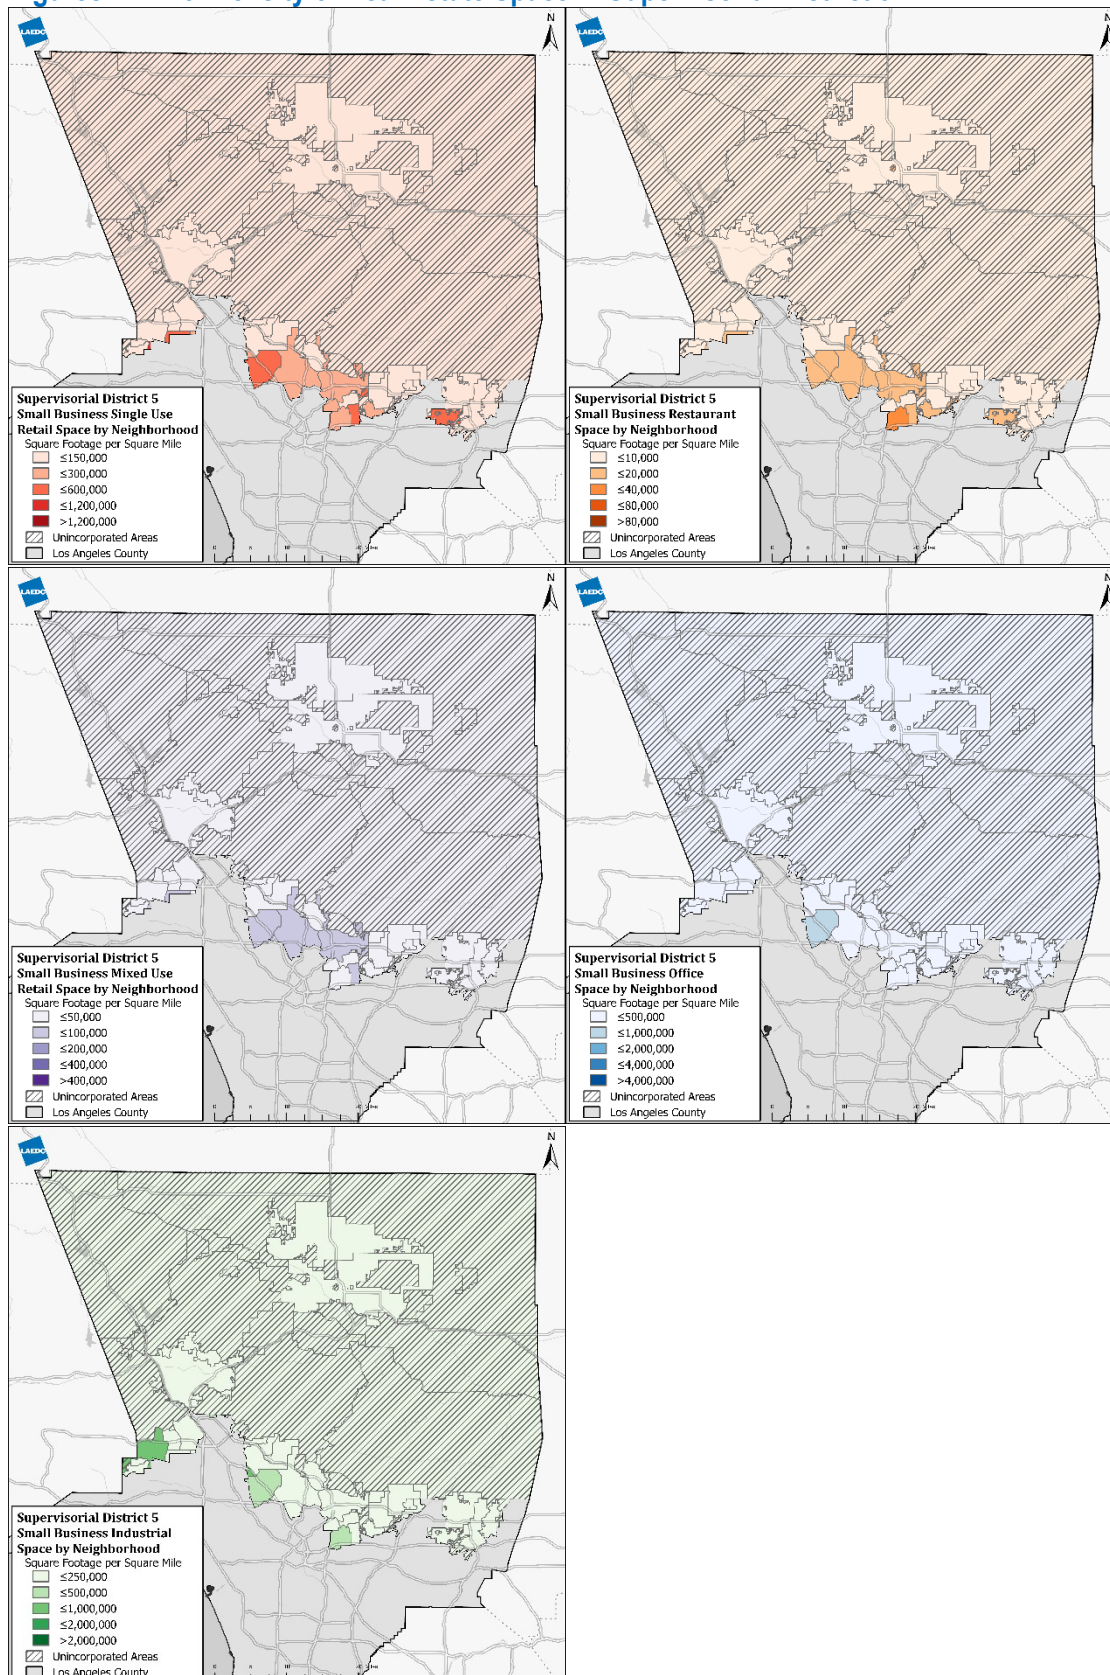 LAEDC
N
Supervisorial District 5
Small Business Single Use
Retail Space by Neighborhood
Square Footage per Square Mile
≤150,000
≤300,000
≤600,000
≤1,200,000
>1,200,000
Unincorporated Areas
Los Angeles County
N
Supervisorial District 5
Small Business Restaurant
Space by Neighborhood
Square Footage per Square Mile
≤10,000
≤20,000
≤40,000
≤80,000
>80,000
Unincorporated Areas
Los Angeles County
LAEDC
N
Supervisorial District 5
Small Business Mixed Use
Retail Space by Neighborhood
Square Footage per Square Mile
≤50,000
≤100,000
≤200,000
≤400,000
>400,000
Unincorporated Areas
Los Angeles County
LAEDC
N
Supervisorial District 5
Small Business Office
Space by Neighborhood
Square Footage per Square Mile
≤500,000
≤1,000,000
≤2,000,000
≤4,000,000
>4,000,000
Unincorporated Areas
Los Angeles County
LAEDC
N
Supervisorial District 5
Small Business Industrial
Space by Neighborhood
Square Footage per Square Mile
≤250,000
≤500,000
≤1,000,000
≤2,000,000
>2,000,000
Unincorporated Areas
Los Angeles County